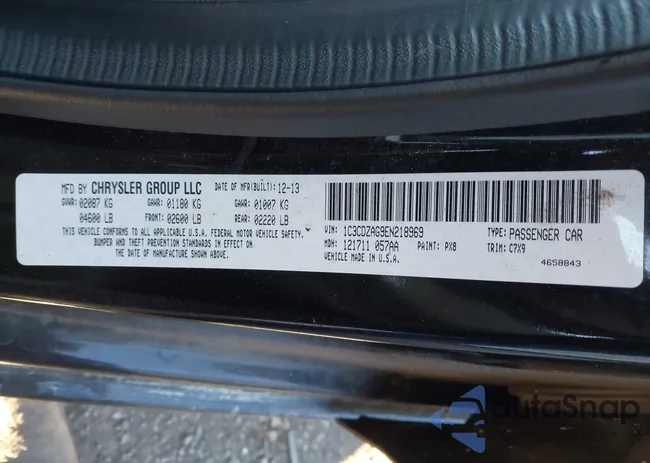 MFD BY CHRYSLER GROUP LLC DATE OF MFR(BUILT): 12-13
GVWR: 02087 KG GAWR: 01180 KG GAWR: 01007 KG
04600 LB FRONT: 02600 LB REAR: 02220 LB
THIS VEHICLE CONFORMS TO ALL APPLICABLE U.S.A. FEDERAL MOTOR VEHICLE SAFETY,
BUMPER AND THEFT PREVENTION STANDARDS IN EFFECT ON
THE DATE OF MANUFACTURE SHOWN ABOVE.
VIN: 1C3CDZAG9EN218969 TYPE: PASSENGER CAR
MDH: 121711 057AA PAINT: PX8 TRIM: C7X9
VEHICLE MADE IN U.S.A. 4658843
AutoSnap